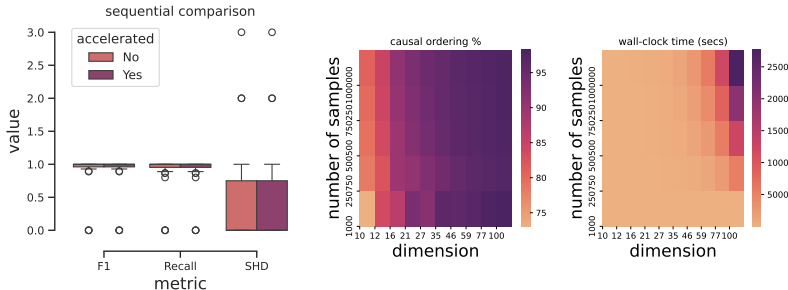 sequential comparison
accelerated
No
Yes
3.0
2.5
2.0
1.5
1.0
0.5
0.0
value
F1 Recall SHD
metric
causal ordering %
number of samples
1000000
750250
500500
250750
1000
10 12 16 21 27 35 46 59 77 100
dimension
95
90
85
80
75
wall-clock time (secs)
number of samples
1000000
750250
500500
250750
1000
10 12 16 21 27 35 46 59 77 100
dimension
2500
2000
1500
1000
5000